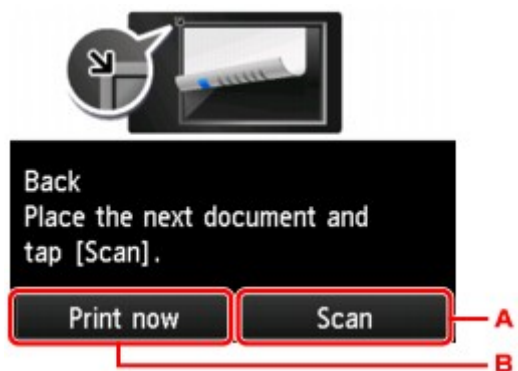 Back
Place the next document and
tap [Scan].
Print now Scan A
B